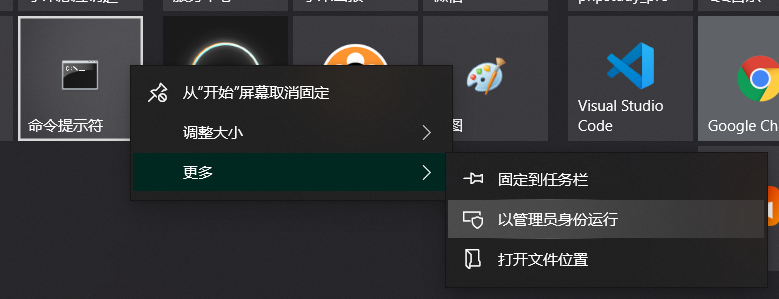 phpstudy_pro
命令提示符
从“开始”屏幕取消固定
调整大小
图
Visual Studio
Code
Google Ch
更多
固定到任务栏
以管理员身份运行
打开文件位置